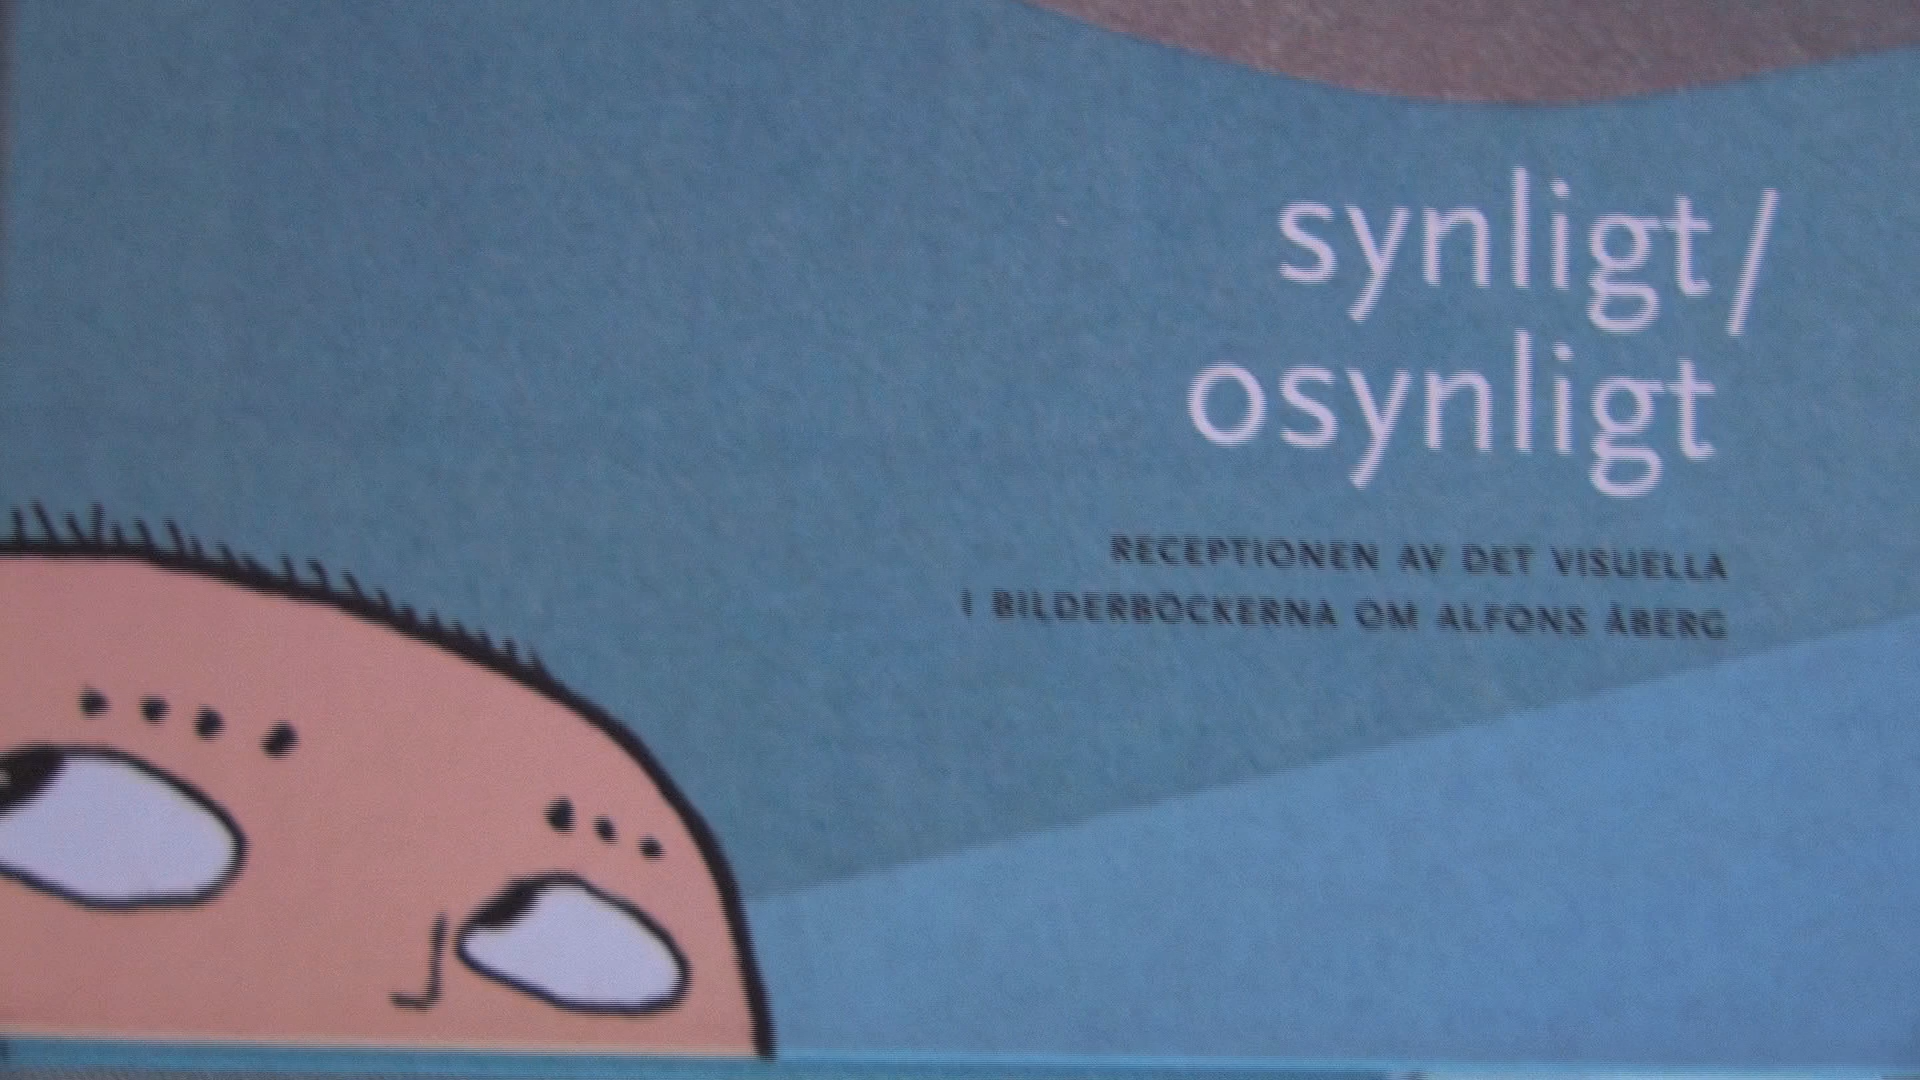 synligt/
osynligt
RECEPTIONEN AV DET VISUELLA
I BILDERBÖCKERNA OM ALFONS ÅBERG